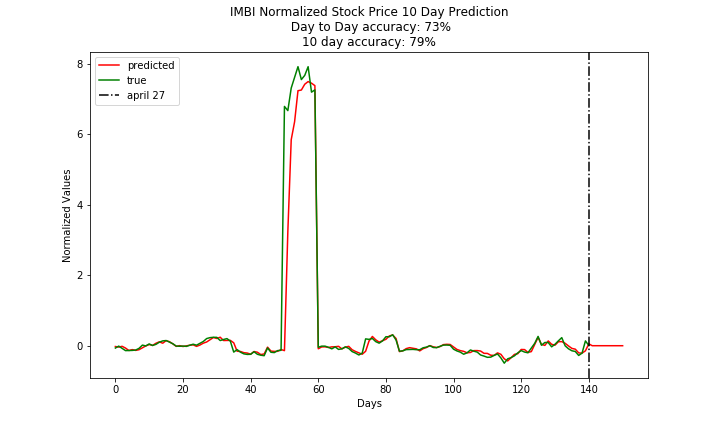 IMBI Normalized Stock Price 10 Day Prediction
Day to Day accuracy: 73%
10 day accuracy: 79%
predicted
true
april 27
Normalized Values
8
6
4
2
0
0 20 40 60 80 100 120 140
Days